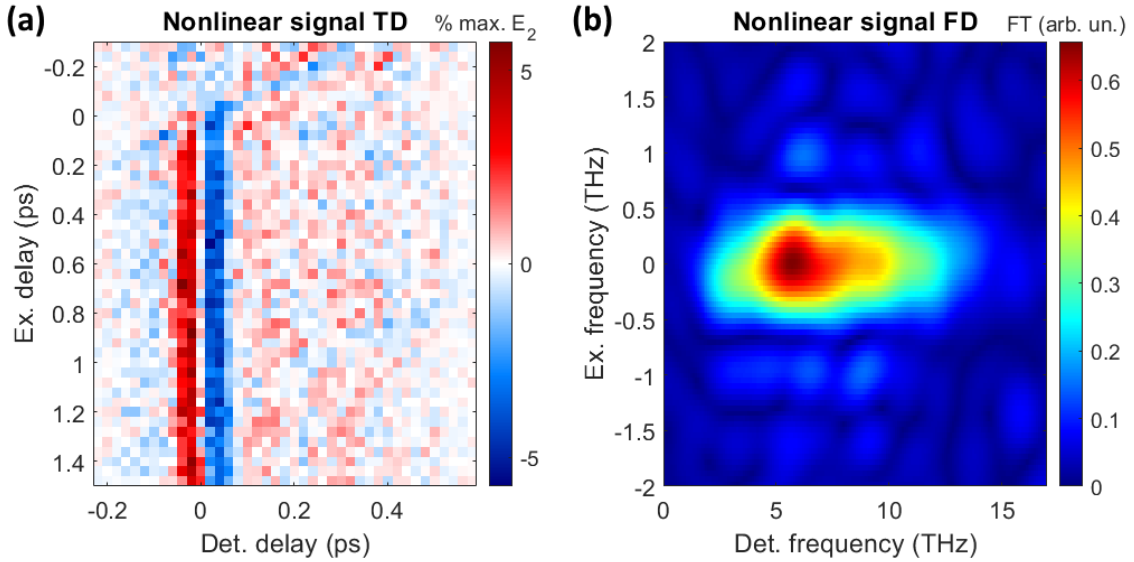 (a)
Nonlinear signal TD
% max. E2
-0.2
0
0.2
0.4
0.6
0.8
1
1.2
1.4
Ex. delay (ps)
-0.2 0 0.2 0.4
Det. delay (ps)
5
0
-5
(b)
Nonlinear signal FD
FT (arb. un.)
2
1.5
1
0.5
0
-0.5
-1
-1.5
-2
Ex. frequency (THz)
0 5 10 15
Det. frequency (THz)
0.6
0.5
0.4
0.3
0.2
0.1
0